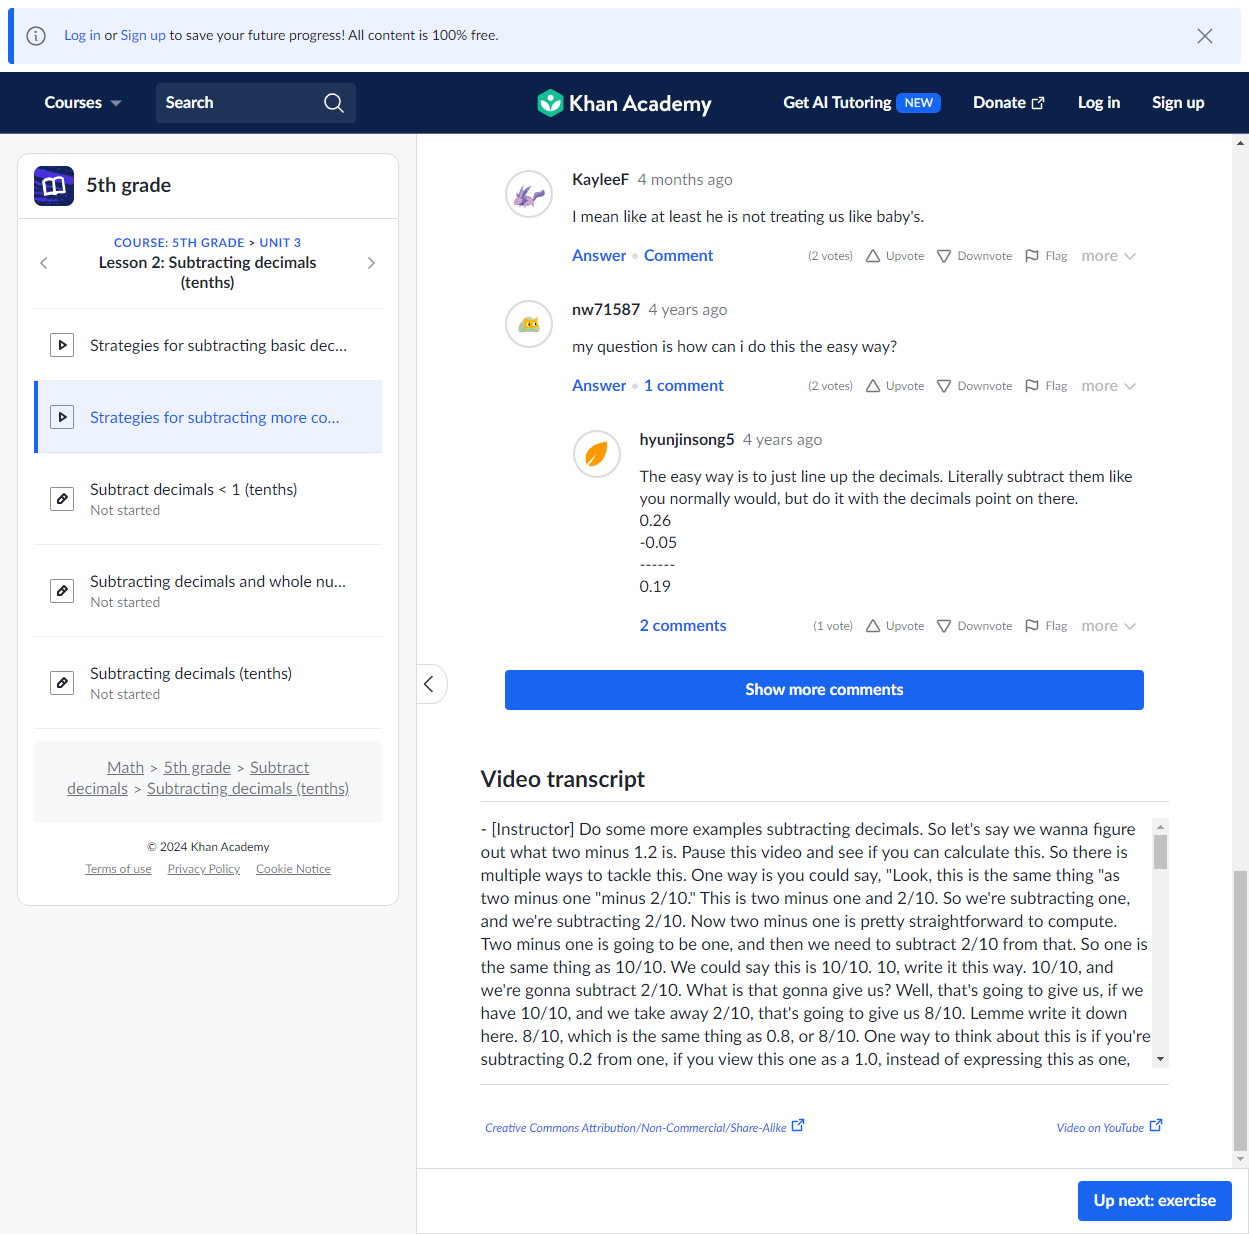 Log in or Sign up to save your future progress! All content is 100% free.
Courses
Search
Khan Academy
Get AI Tutoring NEW
Donate
Log in
Sign up
5th grade
COURSE: 5TH GRADE > UNIT 3
Lesson 2: Subtracting decimals
(tenths)
Strategies for subtracting basic dec...
Strategies for subtracting more co...
Subtract decimals < 1 (tenths)
Not started
Subtracting decimals and whole nu...
Not started
Subtracting decimals (tenths)
Not started
Math > 5th grade > Subtract
decimals > Subtracting decimals (tenths)
© 2024 Khan Academy
Terms of use Privacy Policy Cookie Notice
KayleeF 4 months ago
I mean like at least he is not treating us like baby's.
Answer • Comment (2 votes) Upvote Downvote Flag more
nw71587 4 years ago
my question is how can i do this the easy way?
Answer • 1 comment (2 votes) Upvote Downvote Flag more
hyunjinsong5 4 years ago
The easy way is to just line up the decimals. Literally subtract them like
you normally would, but do it with the decimals point on there.
0.26
-0.05
------
0.19
2 comments (1 vote) Upvote Downvote Flag more
Show more comments
Video transcript
- [Instructor] Do some more examples subtracting decimals. So let's say we wanna figure
out what two minus 1.2 is. Pause this video and see if you can calculate this. So there is
multiple ways to tackle this. One way is you could say, "Look, this is the same thing "as
two minus one "minus 2/10." This is two minus one and 2/10. So we're subtracting one,
and we're subtracting 2/10. Now two minus one is pretty straightforward to compute.
Two minus one is going to be one, and then we need to subtract 2/10 from that. So one is
the same thing as 10/10. We could say this is 10/10. 10, write it this way. 10/10, and
we're gonna subtract 2/10. What is that gonna give us? Well, that's going to give us, if we
have 10/10, and we take away 2/10, that's going to give us 8/10. Lemme write it down
here. 8/10, which is the same thing as 0.8, or 8/10. One way to think about this is if you're
subtracting 0.2 from one, if you view this one as a 1.0, instead of expressing this as one,
Creative Commons Attribution/Non-Commercial/Share-Alike
Video on YouTube
Up next: exercise